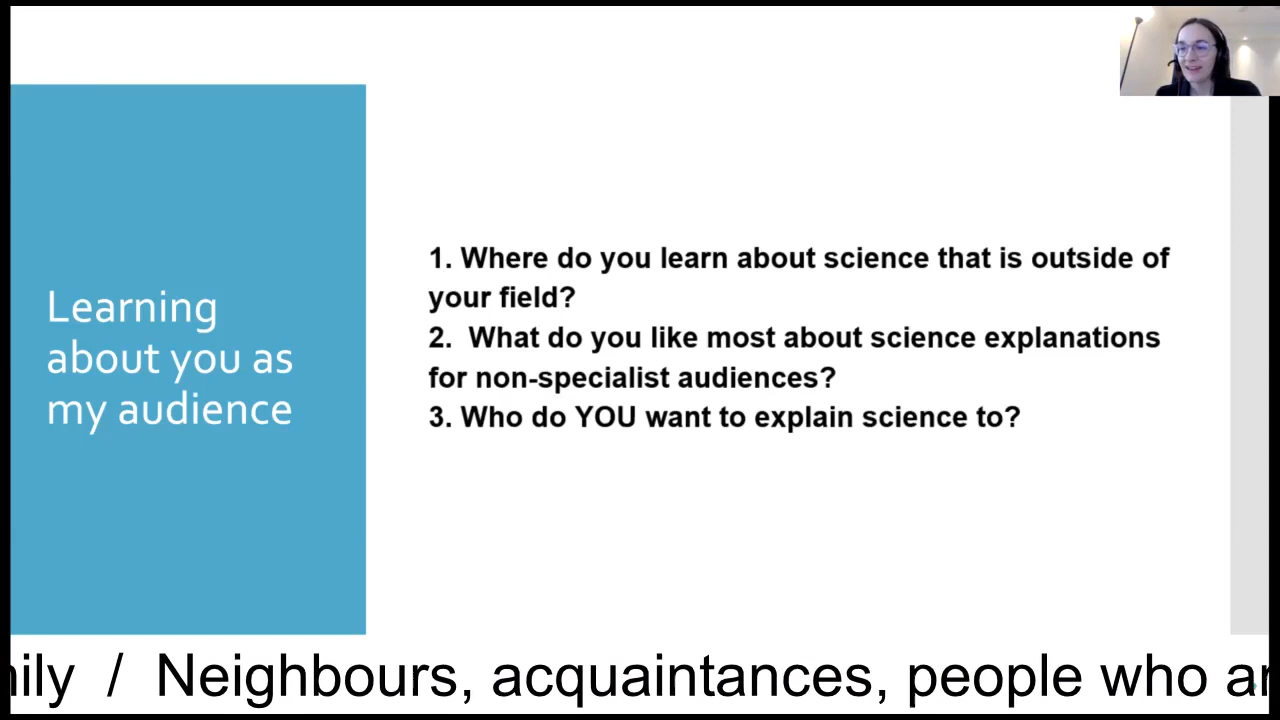 Learning
about you as
my audience
1. Where do you learn about science that is outside of
your field?
2. What do you like most about science explanations
for non-specialist audiences?
3. Who do YOU want to explain science to?
/ Neighbours, acquaintances, people who